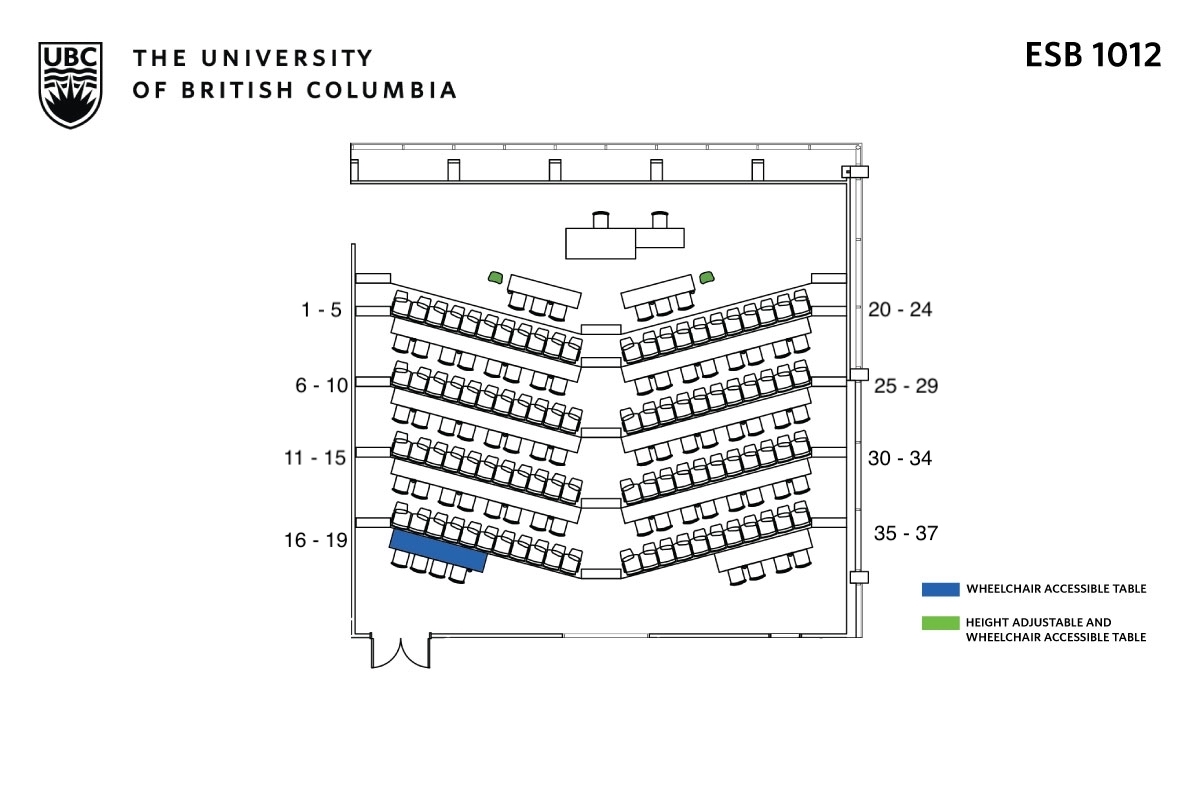 UBC
THE UNIVERSITY
OF BRITISH COLUMBIA
ESB 1012
1 - 5
20 - 24
6 - 10
25 - 29
11 - 15
30 - 34
16 - 19
35 - 37
WHEELCHAIR ACCESSIBLE TABLE
HEIGHT ADJUSTABLE AND
WHEELCHAIR ACCESSIBLE TABLE